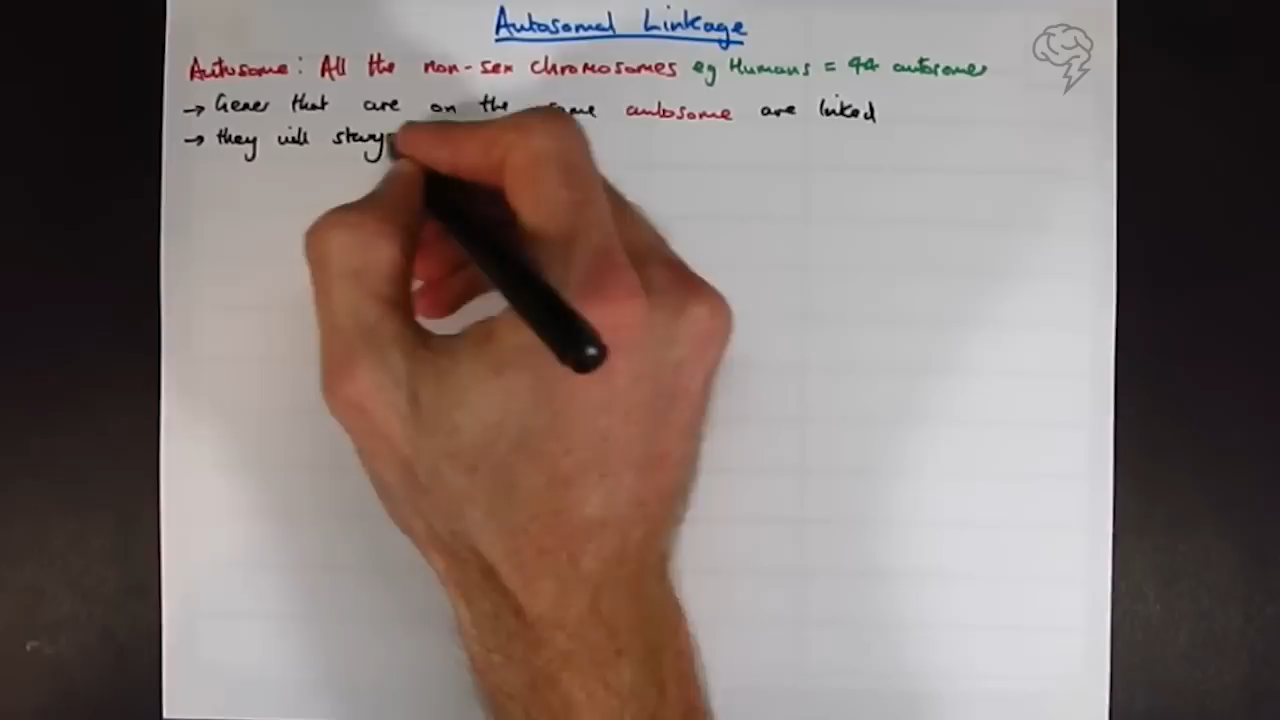 Autosomal Linkage
Autosome: All the non-sex chromosomes eg Humans = 44 autosomes
→ Genes that are on the same autosome are linked
→ they will stay